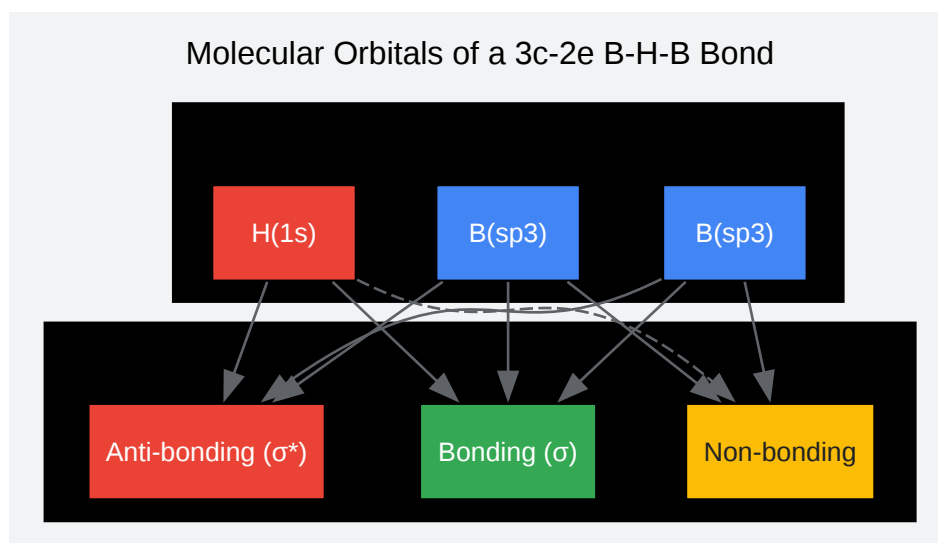 Molecular Orbitals of a 3c-2e B-H-B Bond
H(1s)
B(sp3)
B(sp3)
Anti-bonding (σ*)
Bonding (σ)
Non-bonding